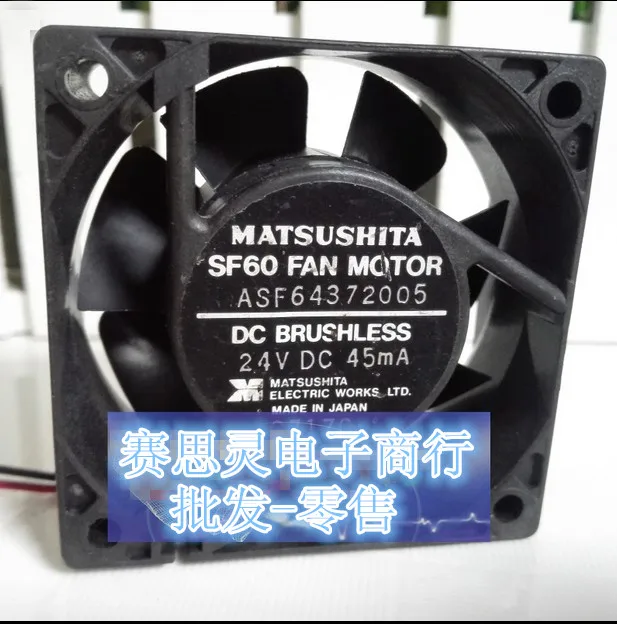 MATSUSHITA
SF60 FAN MOTOR
ASF64372005
DC BRUSHLESS
24V DC 45mA
MATSUSHITA
ELECTRIC WORKS, LTD.
MADE IN JAPAN
赛思灵电子商行
批发-零售